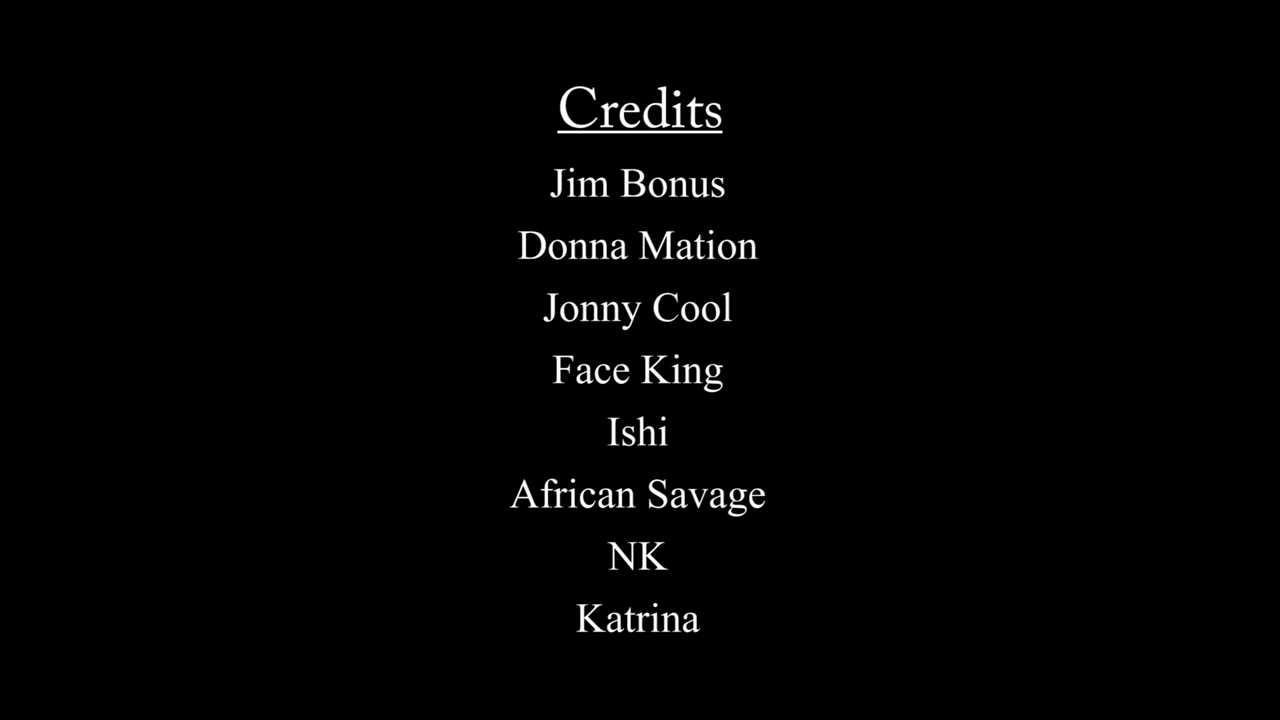 Credits
Jim Bonus
Donna Mation
Jonny Cool
Face King
Ishi
African Savage
NK
Katrina